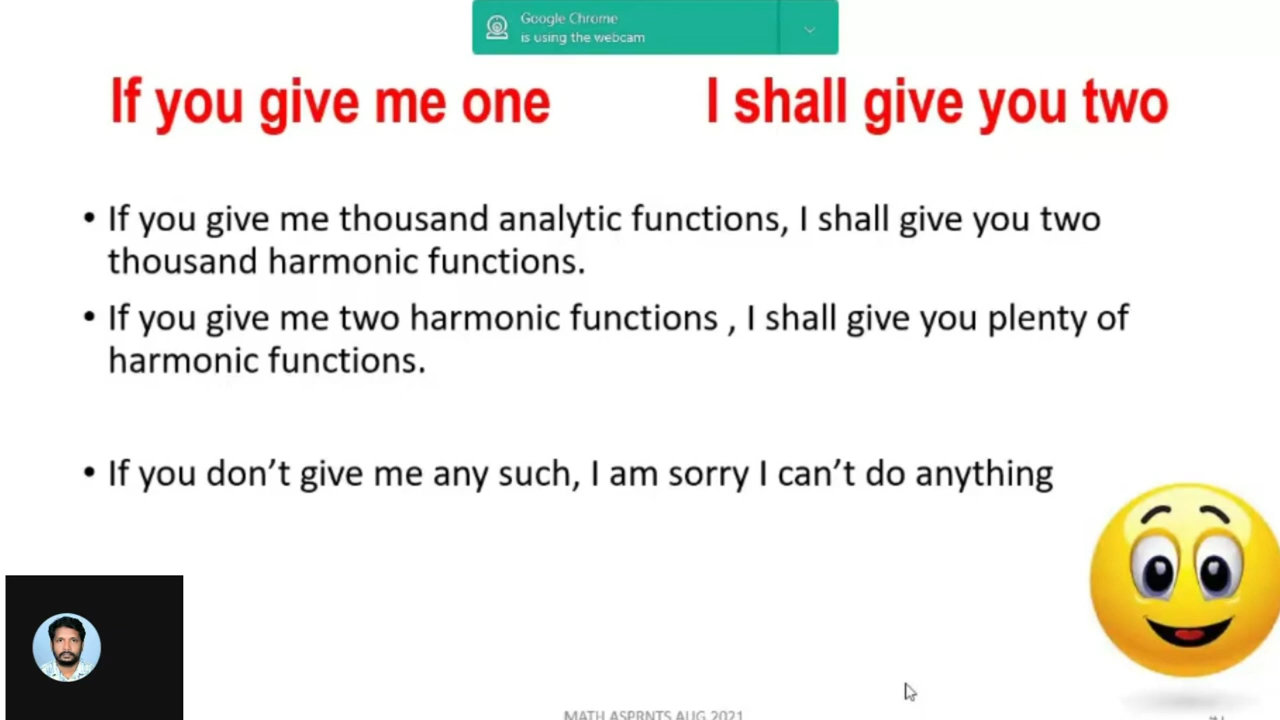 Google Chrome
is using the webcam
If you give me one I shall give you two
• If you give me thousand analytic functions, I shall give you two
thousand harmonic functions.
• If you give me two harmonic functions , I shall give you plenty of
harmonic functions.
• If you don’t give me any such, I am sorry I can’t do anything
MATH ASPRNTS AUG 2021